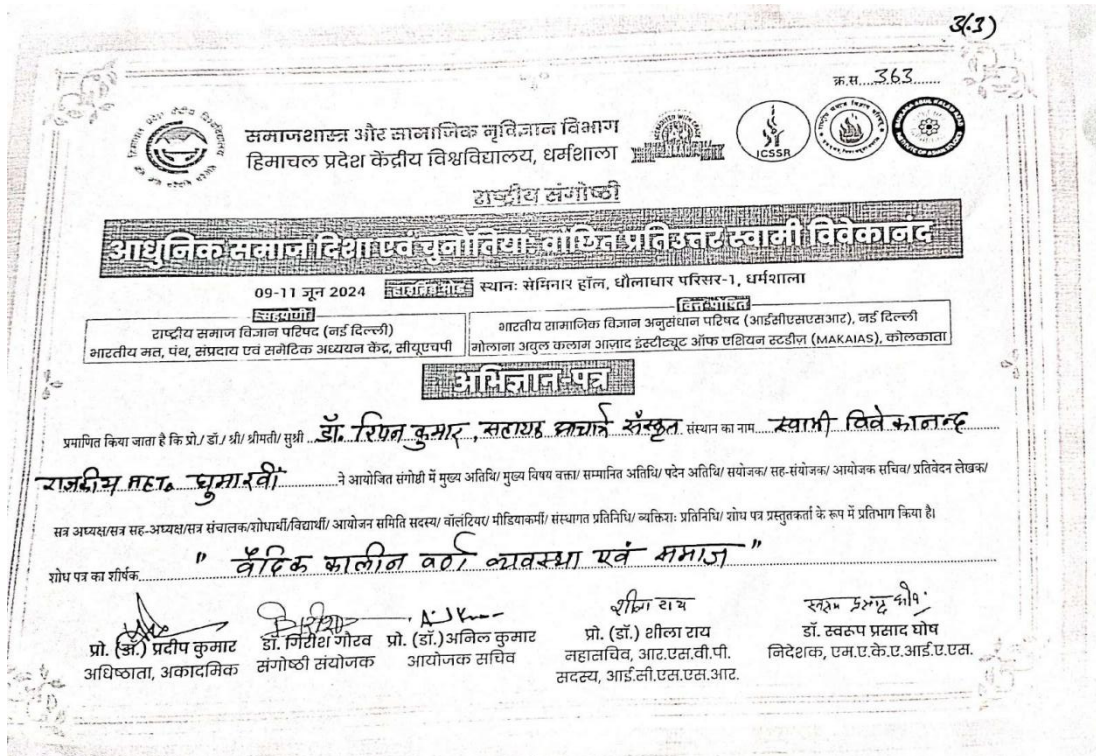 3(.3)
क्र.स. 363
समाजशास्त्र और सामाजिक नृविज्ञान विभाग
हिमाचल प्रदेश केंद्रीय विश्वविद्यालय, धर्मशाला
ICSSR
राष्ट्रीय संगोष्ठी
आधुनिक समाज दिशा एवं चुनौतियां- वांछित प्रतिउत्तर स्वामी विवेकानंद
09-11 जून 2024 स्थानः सेमिनार हॉल, धौलाधार परिसर-1, धर्मशाला
सहयोगी
राष्ट्रीय समाज विज्ञान परिषद (नई दिल्ली)
भारतीय मत, पंथ, संप्रदाय एवं समेटिक अध्ययन केंद्र, सीयूएचपी
वित्त-पोषित
भारतीय सामाजिक विज्ञान अनुसंधान परिषद (आईसीएसएसआर), नई दिल्ली
मौलाना अबुल कलाम आज़ाद इंस्टीट्यूट ऑफ एशियन स्टडीज़ (MAKAIAS), कोलकाता
अभिज्ञान-पत्र
प्रमाणित किया जाता है कि प्रो./ डॉ./ श्री/ श्रीमती/ सुश्री डॉ. रिपन कुमार, सहायक आचार्य संस्कृत संस्थान का नाम स्वामी विवेकानन्द
राजकीय महा. घुमारवीं ने आयोजित संगोष्ठी में मुख्य अतिथि/ मुख्य विषय वक्ता/ सम्मानित अतिथि/ पदेन अतिथि/ संयोजक/ सह-संयोजक/ आयोजक सचिव/ प्रतिवेदन लेखक/
सत्र अध्यक्ष/सत्र सह-अध्यक्ष/सत्र संचालक/शोधार्थी/विद्यार्थी/ आयोजन समिति सदस्य/ वॉलंटियर/ मीडियाकर्मी/ संस्थागत प्रतिनिधि/ व्यक्तिशः प्रतिनिधि/ शोध पत्र प्रस्तुतकर्ता के रूप में प्रतिभाग किया है।
शोध पत्र का शीर्षक " वैदिक कालीन वर्ण व्यवस्था एवं समाज "
शीला राय
प्रो. (डॉ.) प्रदीप कुमार
अधिष्ठाता, अकादमिक
डॉ. गिरीश गौरव
संगोष्ठी संयोजक
प्रो. (डॉ.) अनिल कुमार
आयोजक सचिव
प्रो. (डॉ.) शीला राय
महासचिव, आर.एस.वी.पी.
सदस्य, आई.सी.एस.एस.आर.
स्वरूप प्रसाद घोष
डॉ. स्वरूप प्रसाद घोष
निदेशक, एम.ए.के.ए.आई.ए.एस.